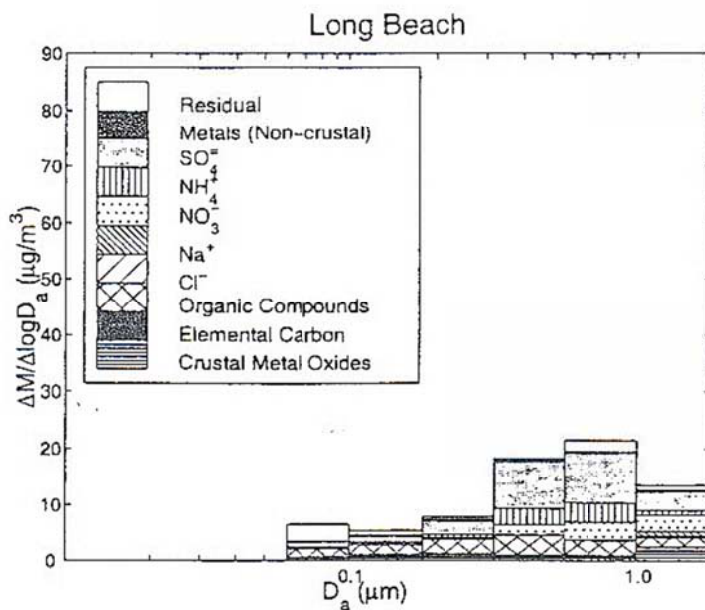 Long Beach
90
80
70
60
50
40
30
20
10
0
ΔM/ΔlogDₐ (μg/m³)
Residual
Metals (Non-crustal)
SO₄⁼
NH₄⁺
NO₃⁻
Na⁺
Cl⁻
Organic Compounds
Elemental Carbon
Crustal Metal Oxides
0.1 1.0
Dₐ (μm)